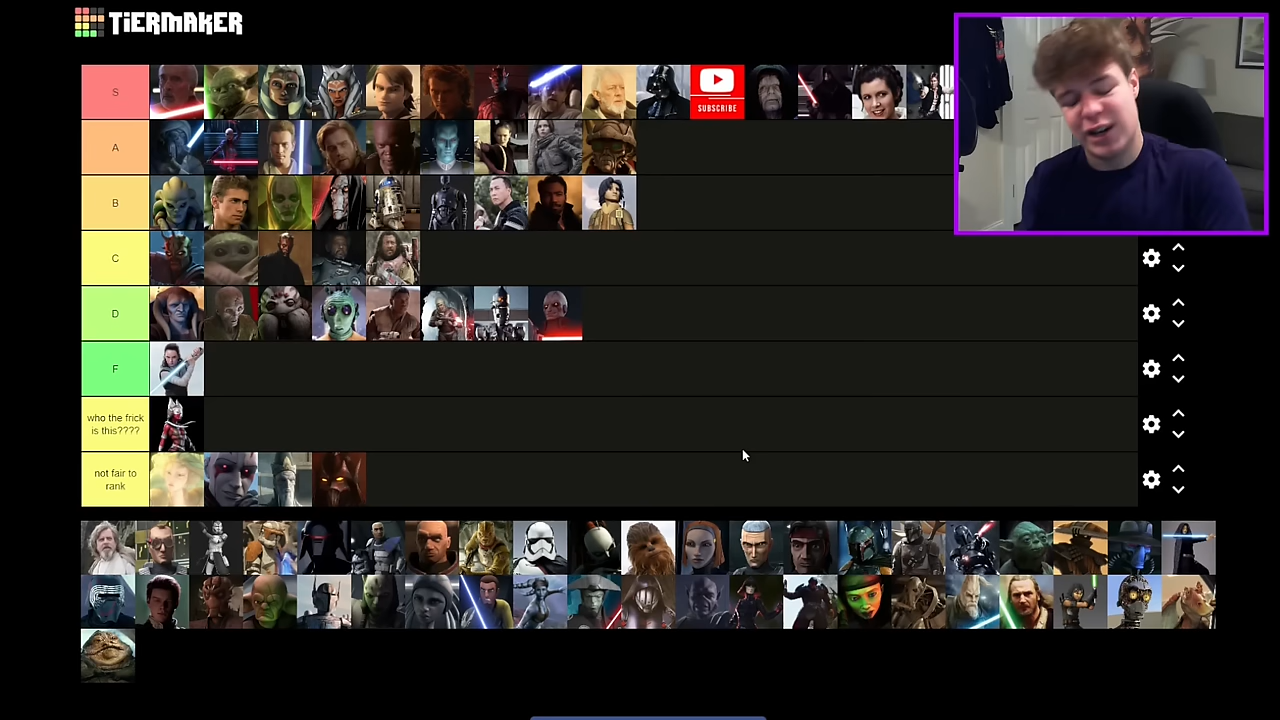 TiERMAKER
S
SUBSCRIBE
A
B
C
D
F
who the frick
is this????
not fair to
rank